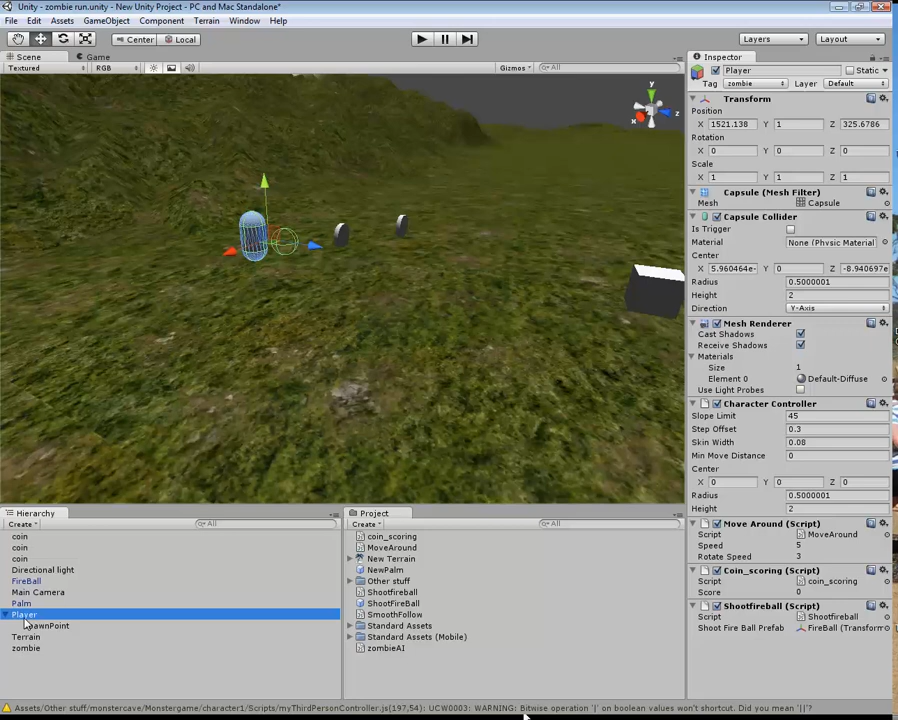 Unity - zombie run.unity - New Unity Project - PC and Mac Standalone*
File Edit Assets GameObject Component Terrain Window Help
Center Local Layers Layout
Scene Game
Textured RGB Gizmos All
y
x z
Inspector
Player Static
Tag zombie Layer Default
Transform
Position
X 1521.138 Y 1 Z 325.6786
Rotation
X 0 Y 0 Z 0
Scale
X 1 Y 1 Z 1
Capsule (Mesh Filter)
Mesh Capsule
Capsule Collider
Is Trigger
Material None (Physic Material
Center
X 5.960464e- Y 0 Z -8.940697e
Radius 0.5000001
Height 2
Direction Y-Axis
Mesh Renderer
Cast Shadows
Receive Shadows
Materials
Size 1
Element 0 Default-Diffuse
Use Light Probes
Character Controller
Slope Limit 45
Step Offset 0.3
Skin Width 0.08
Min Move Distance 0
Center
X 0 Y 0 Z 0
Radius 0.5000001
Height 2
Move Around (Script)
Script MoveAround
Speed 5
Rotate Speed 3
Coin_scoring (Script)
Script coin_scoring
Score 0
Shootfireball (Script)
Script Shootfireball
Shoot Fire Ball Prefab FireBall (Transform
Hierarchy
Create All
coin
coin
coin
Directional light
FireBall
Main Camera
Palm
Player
awnPoint
Terrain
zombie
Project
Create All
coin_scoring
MoveAround
New Terrain
NewPalm
Other stuff
Shootfireball
ShootFireBall
SmoothFollow
Standard Assets
Standard Assets (Mobile)
zombieAI
Assets/Other stuff/monstercave/Monstergame/character1/Scripts/myThirdPersonController.js(197,54): UCW0003: WARNING: Bitwise operation '|' on boolean values won't shortcut. Did you mean '||'?